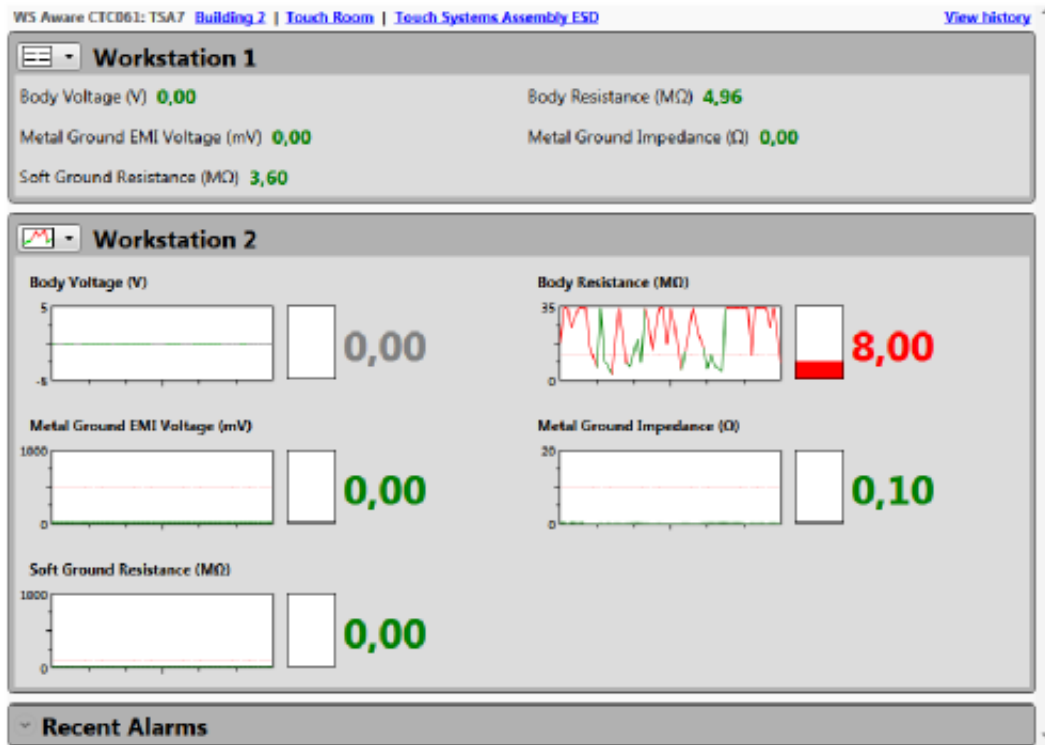 WS Aware CTC061: TSA7 Building 2 | Touch Room | Touch Systems Assembly ESD View history
Workstation 1
Body Voltage (V) 0,00 Body Resistance (MΩ) 4,96
Metal Ground EMI Voltage (mV) 0,00 Metal Ground Impedance (Ω) 0,00
Soft Ground Resistance (MΩ) 3,60
Workstation 2
Body Voltage (V) Body Resistance (MΩ)
5 35
0,00 8,00
-5 0
Metal Ground EMI Voltage (mV) Metal Ground Impedance (Ω)
1000 20
0,00 0,10
0 0
Soft Ground Resistance (MΩ)
1000
0,00
0
Recent Alarms